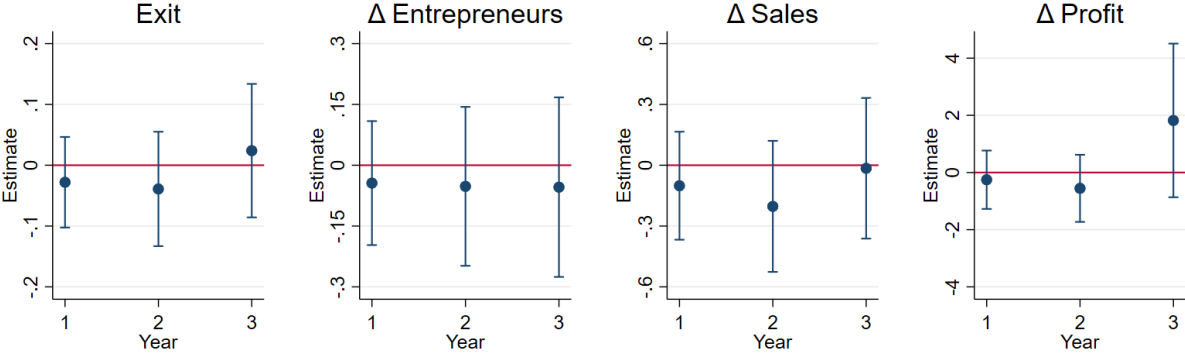 Exit
Estimate
.2
.1
0
-.1
-.2
1 2 3
Year
Δ Entrepreneurs
Estimate
.3
.15
0
-.15
-.3
1 2 3
Year
Δ Sales
Estimate
.6
.3
0
-.3
-.6
1 2 3
Year
Δ Profit
Estimate
4
2
0
-2
-4
1 2 3
Year